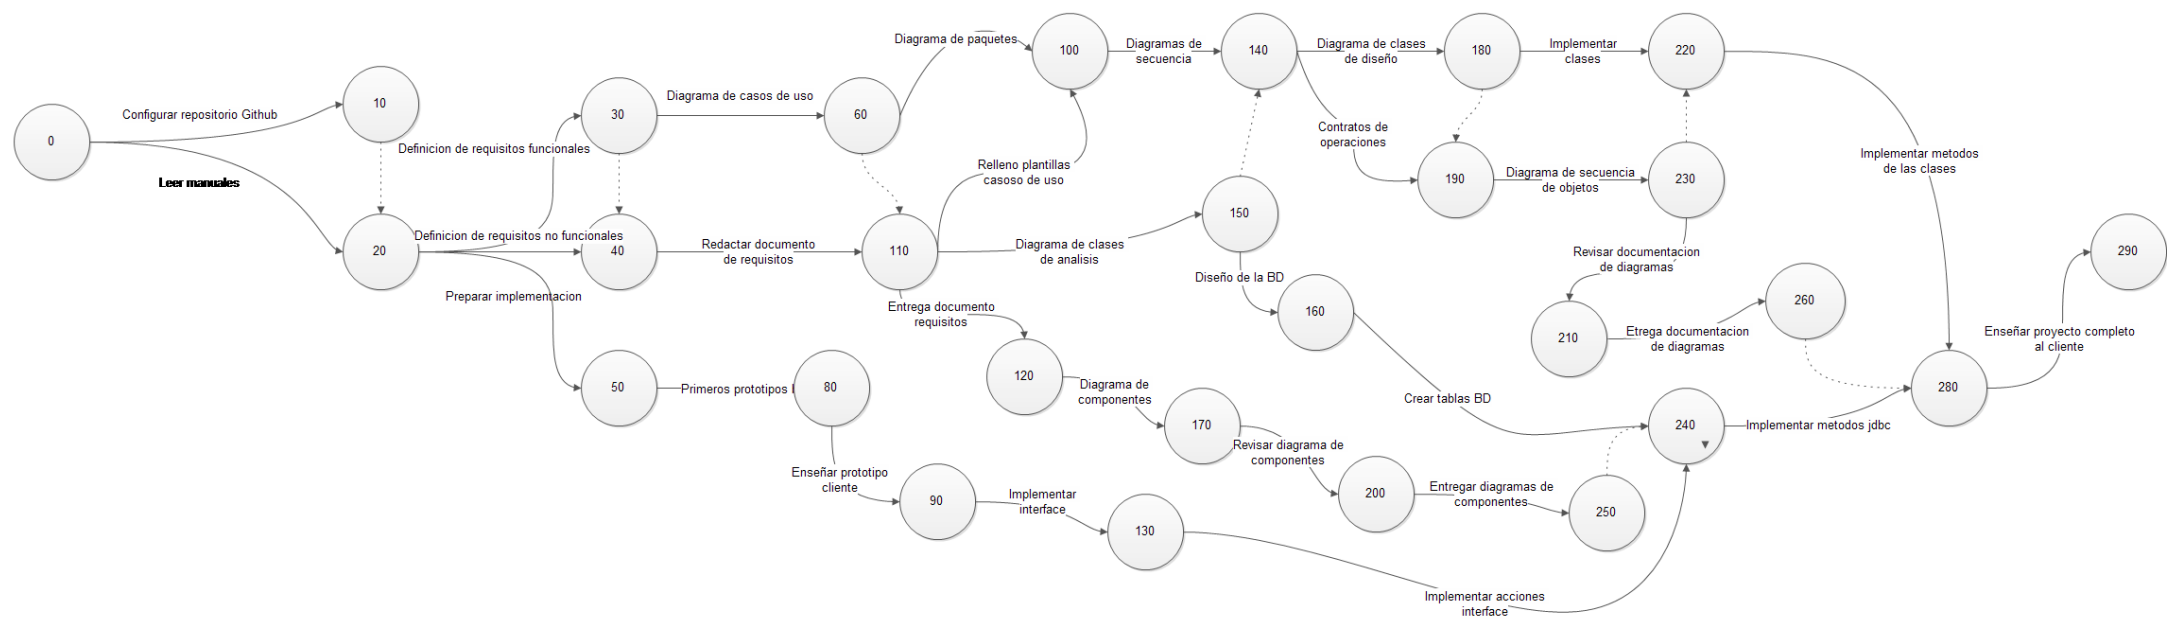 0
Configurar repositorio Github
Leer manuales
10
20
Definicion de requisitos funcionales
Definicion de requisitos no funcionales
Preparar implementacion
30
40
50
Diagrama de casos de uso
Redactar documento
de requisitos
Primeros prototipos
60
110
80
Diagrama de paquetes
Relleno plantillas
casoso de uso
Diagrama de clases
de analisis
Entrega documento
requisitos
Enseñar prototipo
cliente
90
100
120
Implementar
interface
130
Diagramas de
secuencia
140
150
Diseño de la BD
160
Diagrama de
componentes
170
Revisar diagrama de
componentes
200
Diagrama de clases
de diseño
Contratos de
operaciones
180
190
Crear tablas BD
Entregar diagramas de
componentes
250
Implementar acciones
interface
Implementar
clases
Diagrama de secuencia
de objetos
220
230
Revisar documentacion
de diagramas
210
Etrega documentacion
de diagramas
260
240
Implementar metodos jdbc
Implementar metodos
de las clases
280
Enseñar proyecto completo
al cliente
290